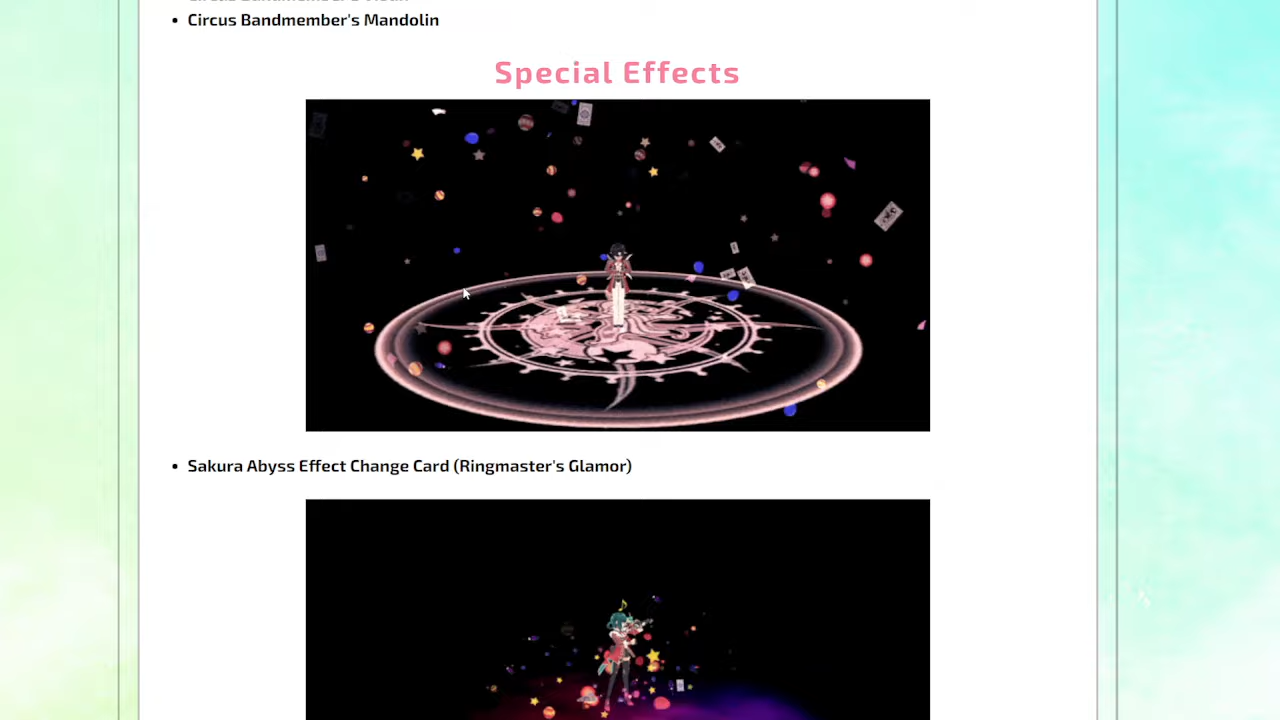 Circus Bandmember's Mandolin
Special Effects
Sakura Abyss Effect Change Card (Ringmaster's Glamor)